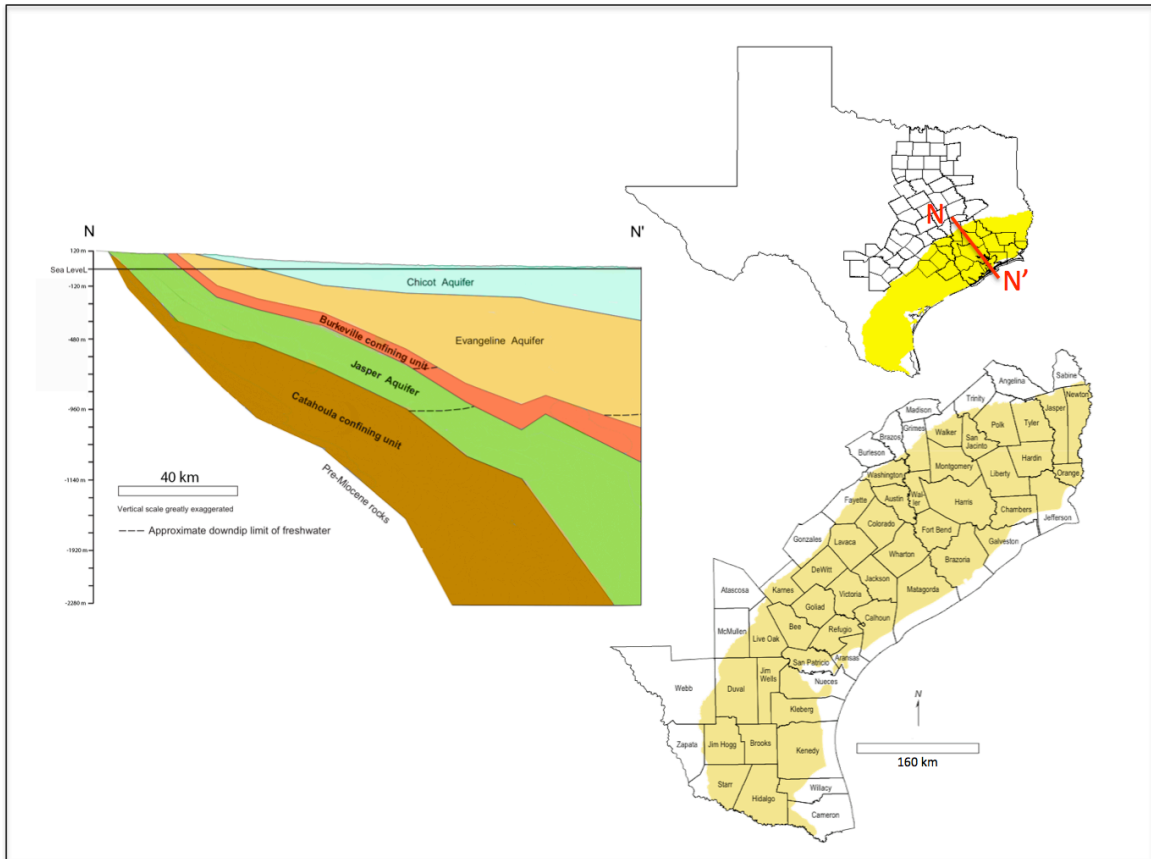 N
N'
120 m
Sea LeveL
-120 m
-480 m
-960 m
-1140 m
-1920 m
-2280 m
Chicot Aquifer
Evangeline Aquifer
Burkeville confining unit
Jasper Aquifer
Catahoula confining unit
Pre-Miocene rocks
40 km
Vertical scale greatly exaggerated
Approximate downdip limit of freshwater
N
N'
Sabine
Angelina
Newton
Jasper
Trinity
Madison
Tyler
Polk
Grimes
Walker
San
Jacinto
Brazos
Burleson
Hardin
Montgomery
Liberty
Washington
Orange
Wal-
ler
Harris
Austin
Fayette
Chambers
Jefferson
Colorado
Fort Bend
Galveston
Gonzales
Lavaca
Wharton
Brazoria
DeWitt
Jackson
Matagorda
Atascosa
Karnes
Victoria
Goliad
Calhoun
Bee
Refugio
McMullen
Live Oak
Aransas
San Patricio
Jim
Wells
Nueces
Webb
Duval
Kleberg
N
Zapata
Jim Hogg
Brooks
Kenedy
160 km
Starr
Willacy
Hidalgo
Cameron